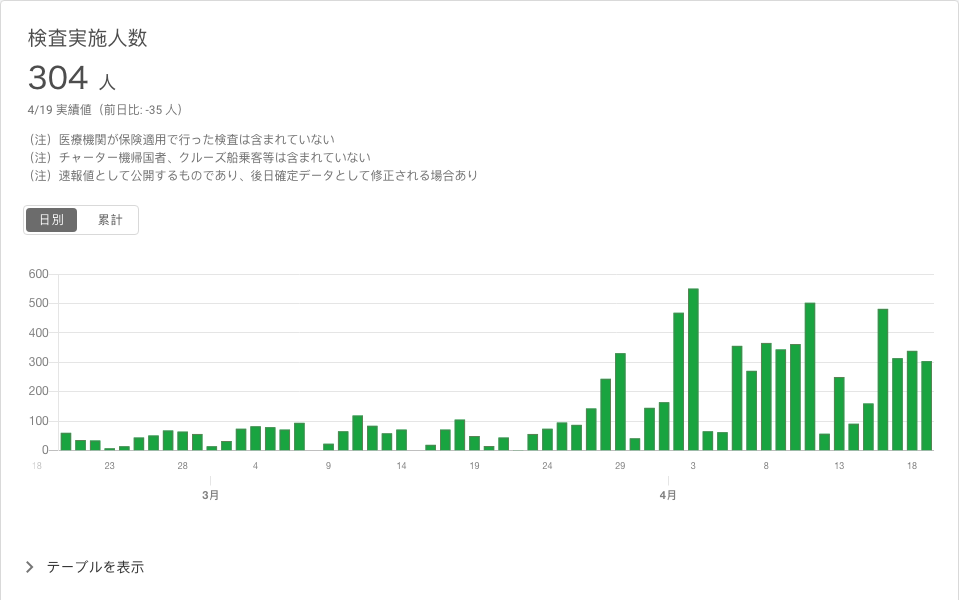 検査実施人数
304 人
4/19 実績値（前日比: -35 人）
（注）医療機関が保険適用で行った検査は含まれていない
（注）チャーター機帰国者、クルーズ船乗客等は含まれていない
（注）速報値として公開するものであり、後日確定データとして修正される場合あり
日別 累計
600
500
400
300
200
100
0
18 23 28 4 9 14 19 24 29 3 8 13 18
3月 4月
テーブルを表示